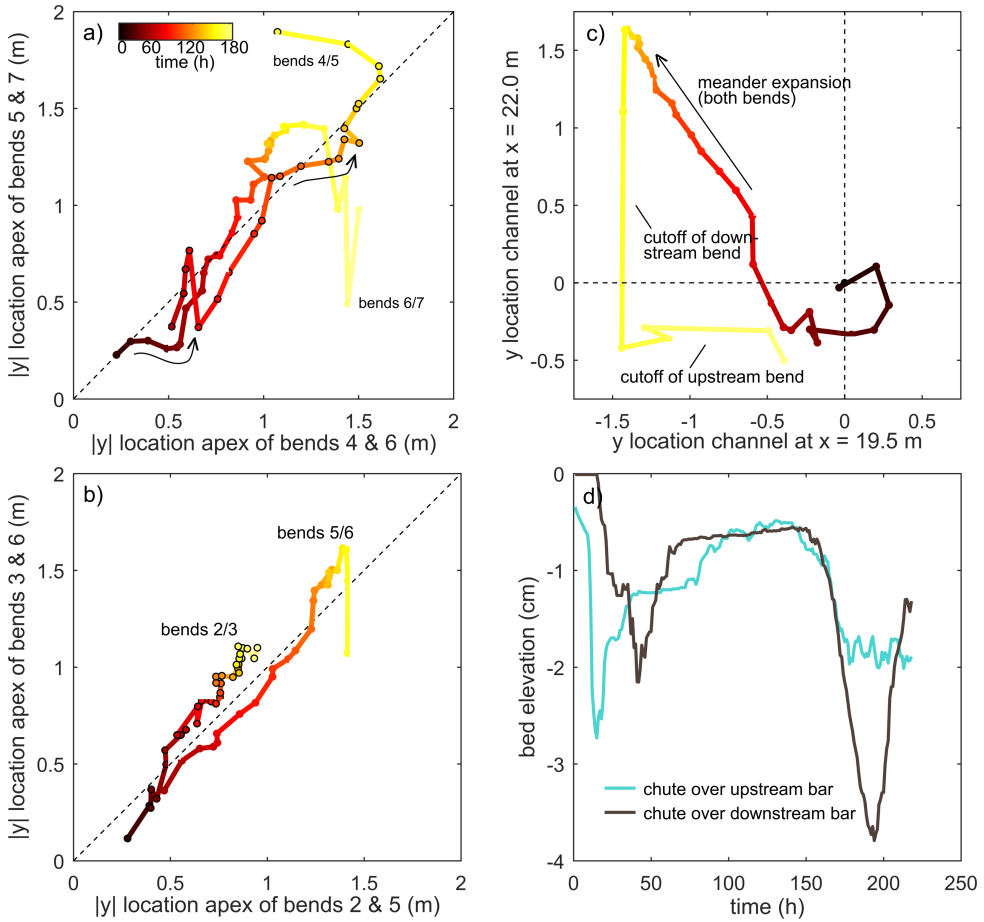 a)
0 60 120 180
time (h)
bends 4/5
bends 6/7
2
1.5
1
0.5
0
0 0.5 1 1.5 2
|y| location apex of bends 5 & 7 (m)
|y| location apex of bends 4 & 6 (m)
c)
meander expansion
(both bends)
cutoff of down-
stream bend
cutoff of upstream bend
1.5
1
0.5
0
-0.5
-1.5 -1 -0.5 0 0.5
y location channel at x = 22.0 m
y location channel at x = 19.5 m
b)
bends 5/6
bends 2/3
2
1.5
1
0.5
0
0 0.5 1 1.5 2
|y| location apex of bends 3 & 6 (m)
|y| location apex of bends 2 & 5 (m)
d)
chute over upstream bar
chute over downstream bar
0
-1
-2
-3
-4
0 50 100 150 200 250
bed elevation (cm)
time (h)